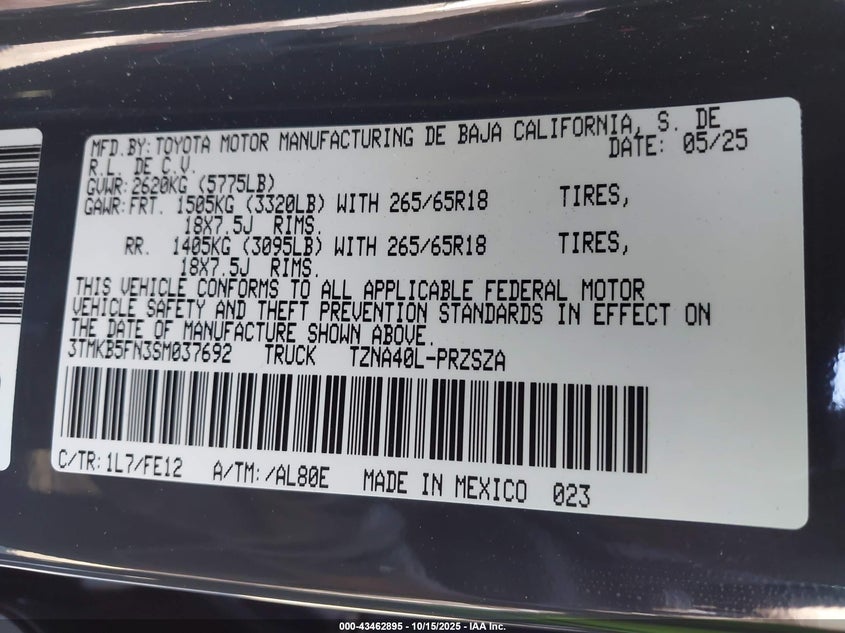 MFD.BY: TOYOTA MOTOR MANUFACTURING DE BAJA CALIFORNIA, S. DE
R.L. DE C.V. DATE: 05/25
GVWR: 2620KG (5775LB)
GAWR: FRT. 1505KG (3320LB) WITH 265/65R18 TIRES,
18X7.5J RIMS.
RR. 1405KG (3095LB) WITH 265/65R18 TIRES,
18X7.5J RIMS.
THIS VEHICLE CONFORMS TO ALL APPLICABLE FEDERAL MOTOR
VEHICLE SAFETY AND THEFT PREVENTION STANDARDS IN EFFECT ON
THE DATE OF MANUFACTURE SHOWN ABOVE.
3TMKB5FN3SM037692 TRUCK TZNA40L-PRZSZA
C/TR: 1L7/FE12 A/TM: /AL80E MADE IN MEXICO 023
000-43462895 - 10/15/2025 - IAA Inc.